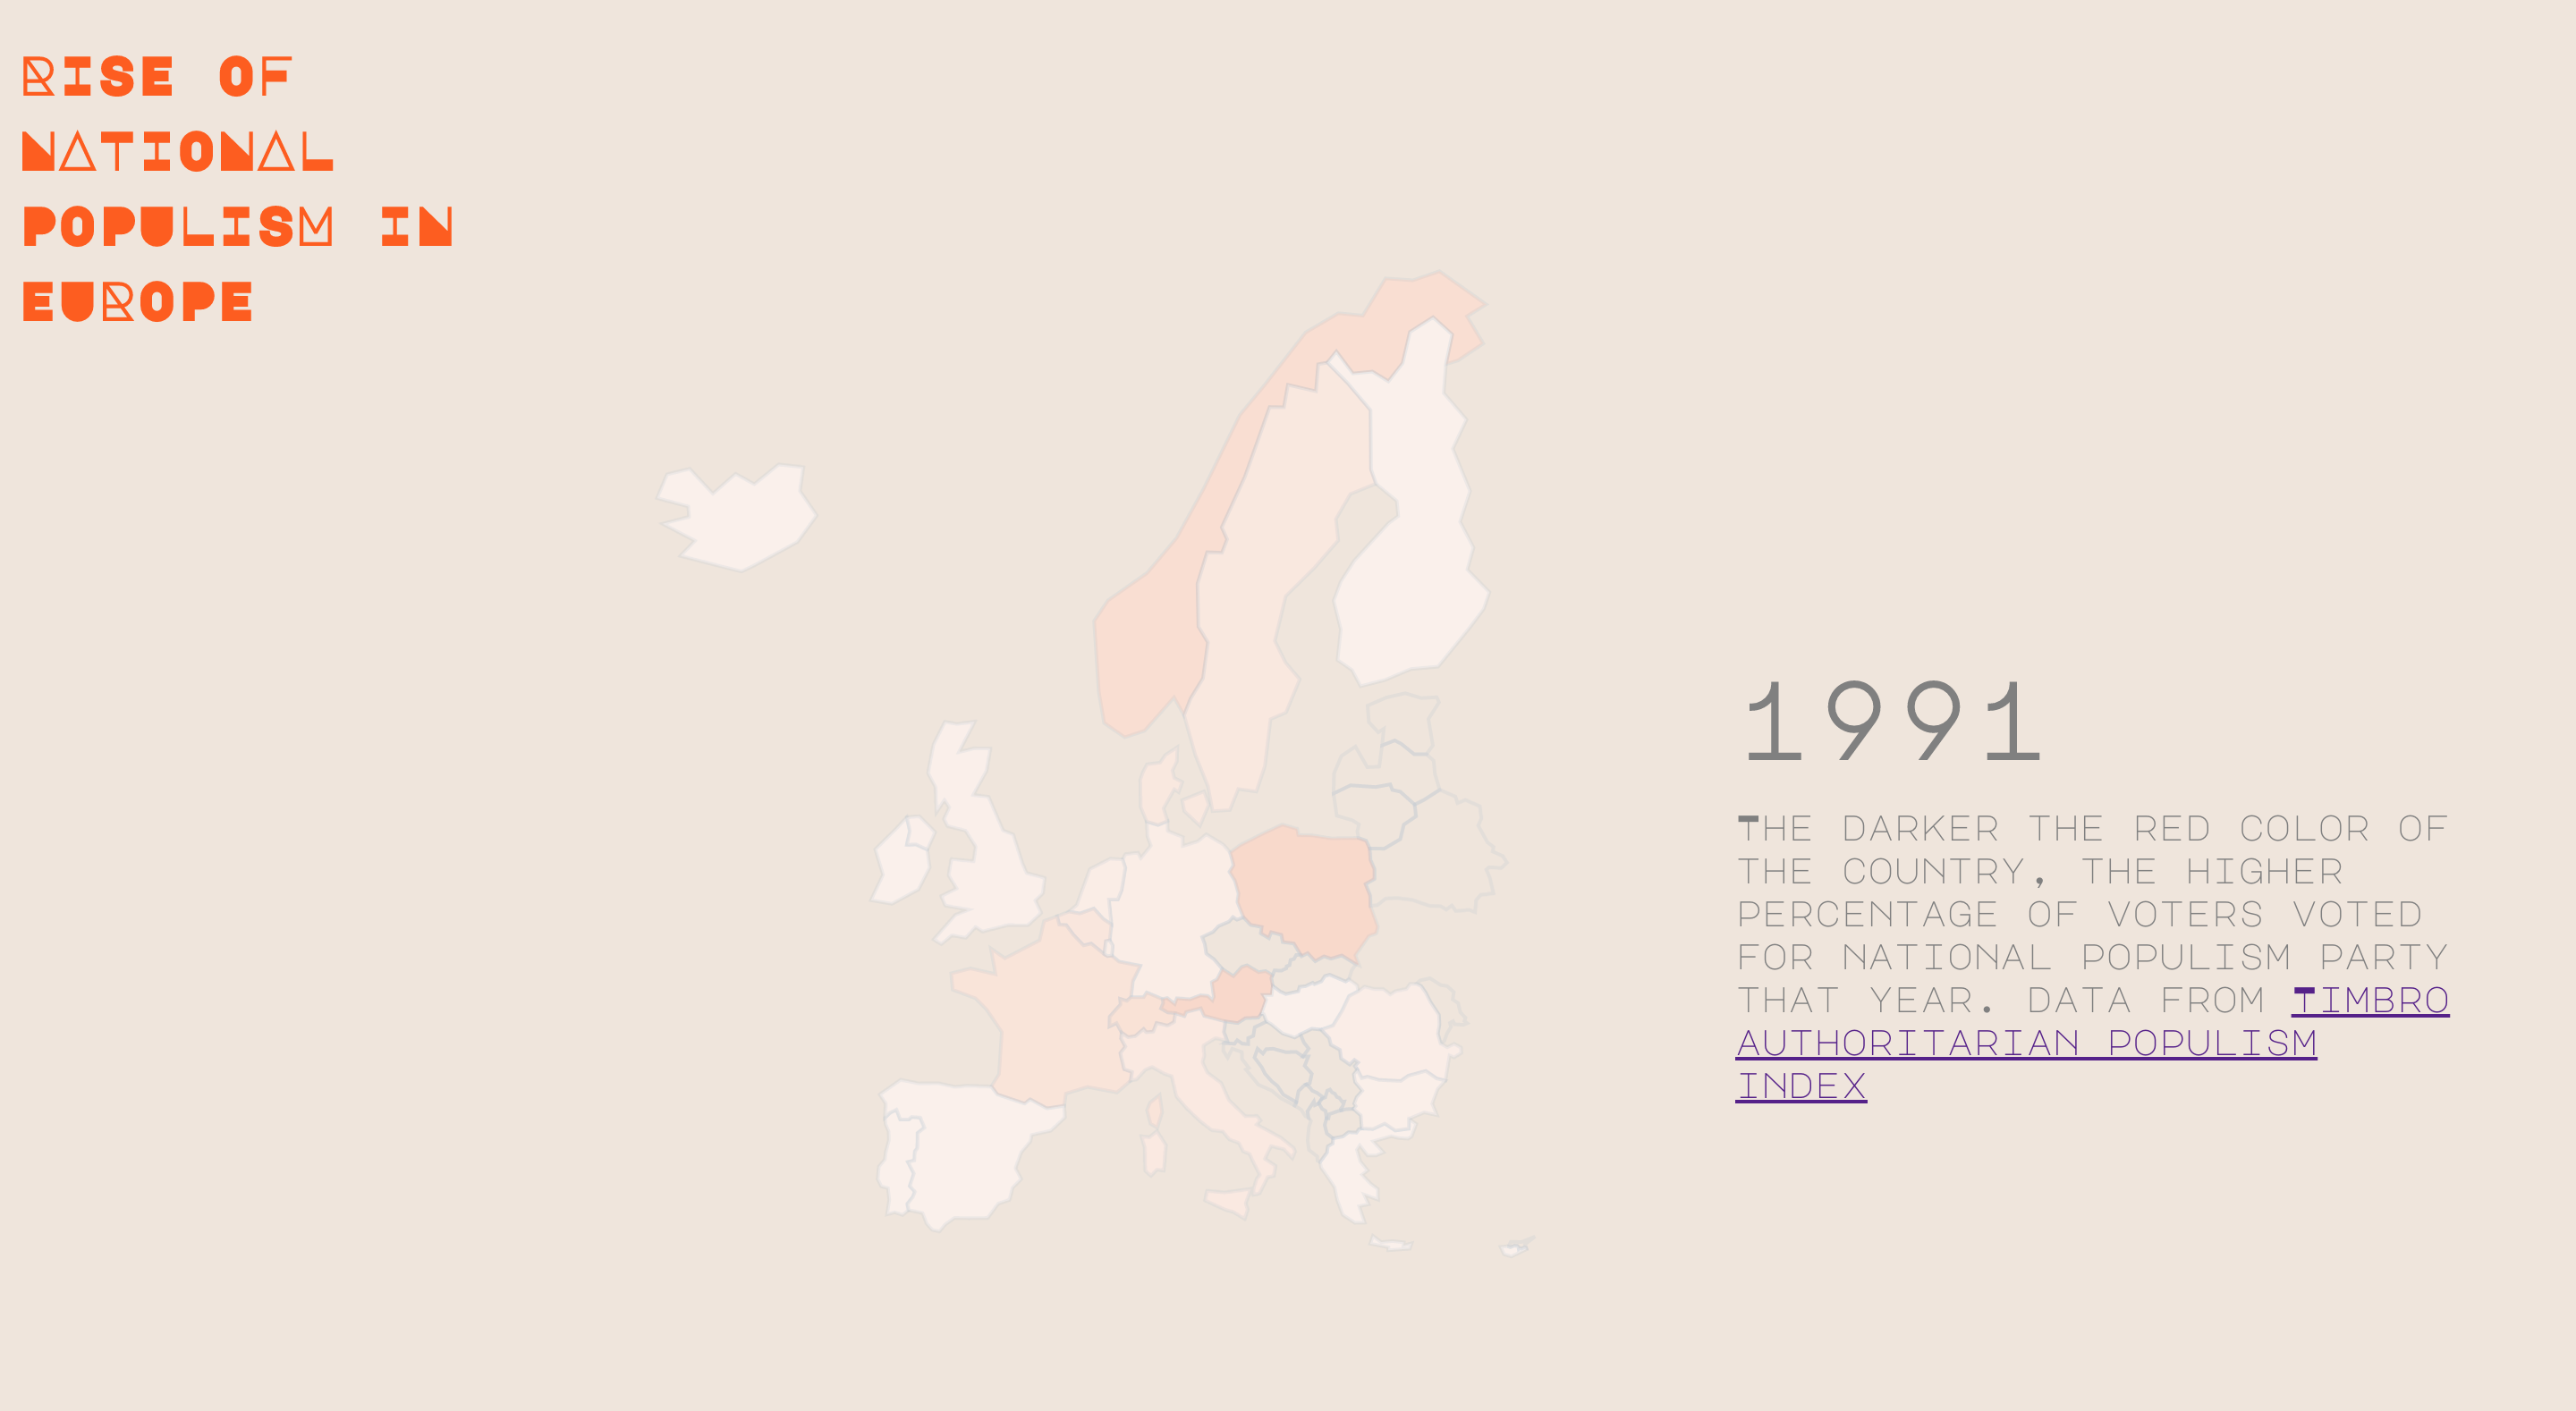 RISE OF
NATIONAL
POPULISM IN
EUROPE
1991
THE DARKER THE RED COLOR OF
THE COUNTRY, THE HIGHER
PERCENTAGE OF VOTERS VOTED
FOR NATIONAL POPULISM PARTY
THAT YEAR. DATA FROM TIMBRO
AUTHORITARIAN POPULISM
INDEX